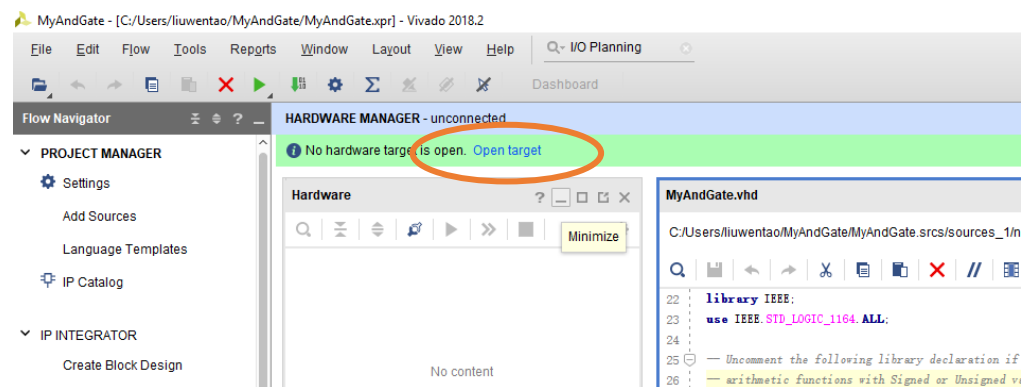 MyAndGate - [C:/Users/liuwentao/MyAndGate/MyAndGate.xpr] - Vivado 2018.2
File Edit Flow Tools Reports Window Layout View Help I/O Planning
Dashboard
Flow Navigator
HARDWARE MANAGER - unconnected
PROJECT MANAGER
No hardware target is open. Open target
Settings
Add Sources
Language Templates
IP Catalog
IP INTEGRATOR
Create Block Design
Hardware
Minimize
No content
MyAndGate.vhd
C:/Users/liuwentao/MyAndGate/MyAndGate.srcs/sources_1/n
22 library IEEE;
23 use IEEE.STD_LOGIC_1164.ALL;
24
25 -- Uncomment the following library declaration if
26 -- arithmetic functions with Signed or Unsigned v